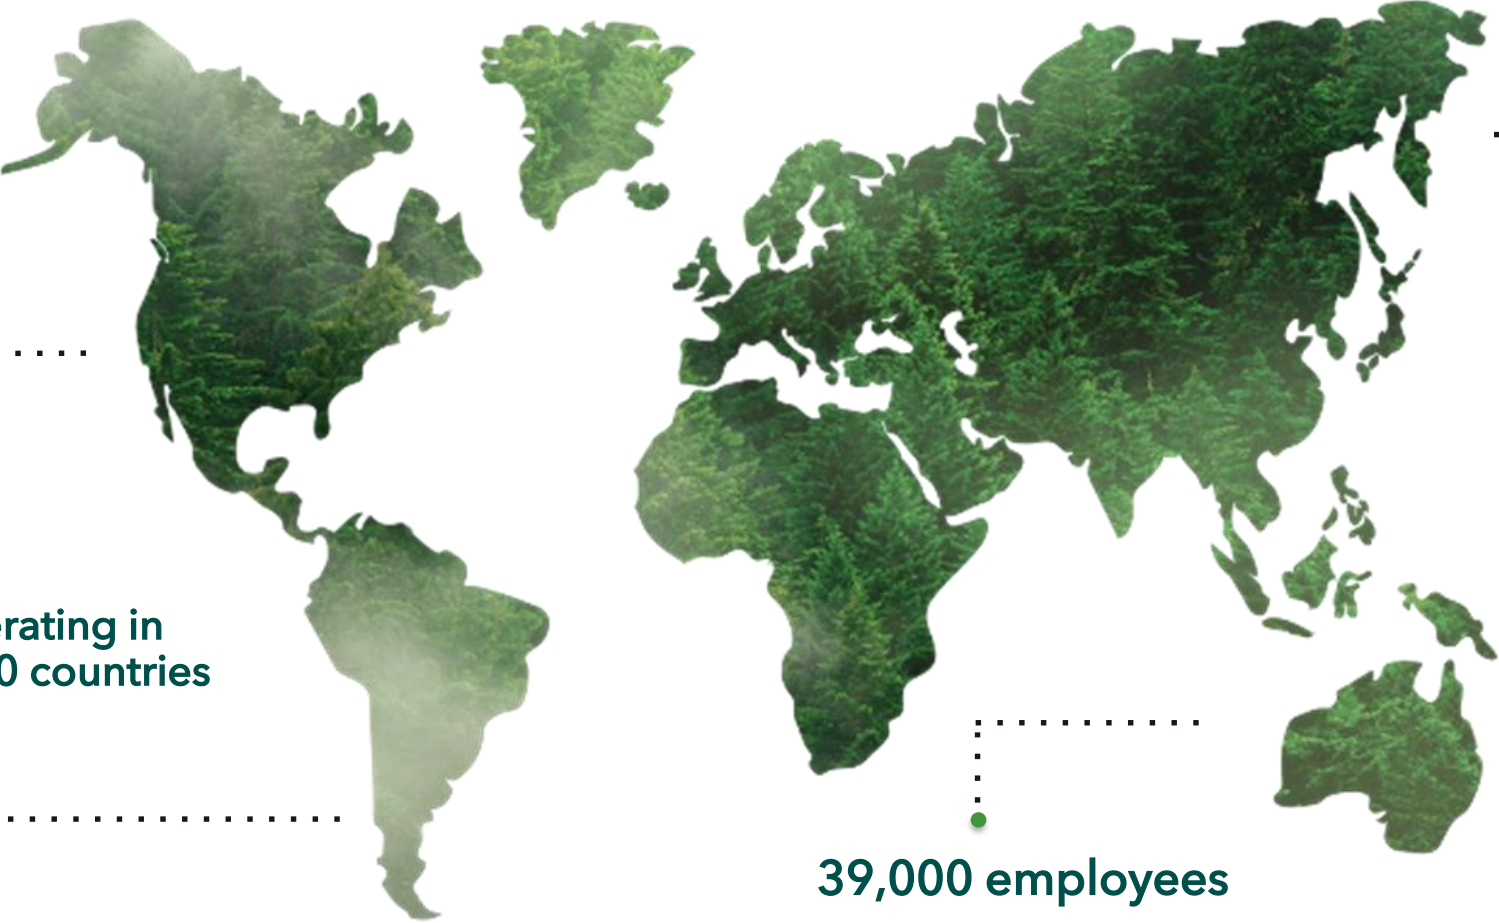 erating in
0 countries
39,000 employees